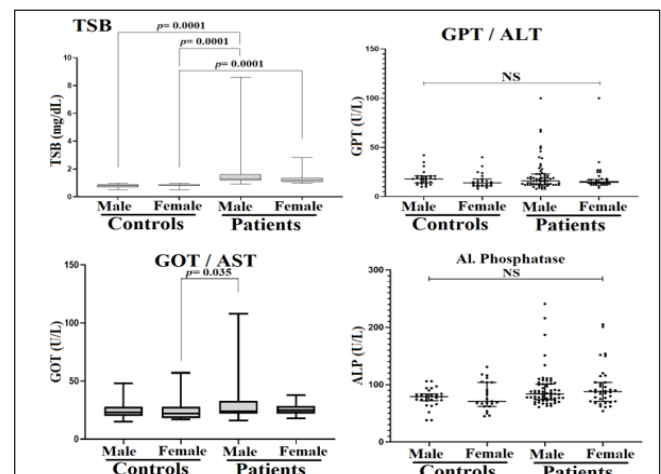 TSB
p= 0.0001
p= 0.0001
p= 0.0001
TSB (mg/dL)
10
8
6
4
2
0
Male Female Male Female
Controls Patients
GPT / ALT
NS
GPT (U/L)
150
100
50
0
Male Female Male Female
Controls Patients
GOT / AST
p= 0.035
GOT (U/L)
150
100
50
0
Male Female Male Female
Controls Patients
Al. Phosphatase
NS
ALP (U/L)
300
200
100
0
Male Female Male Female
Controls Patients